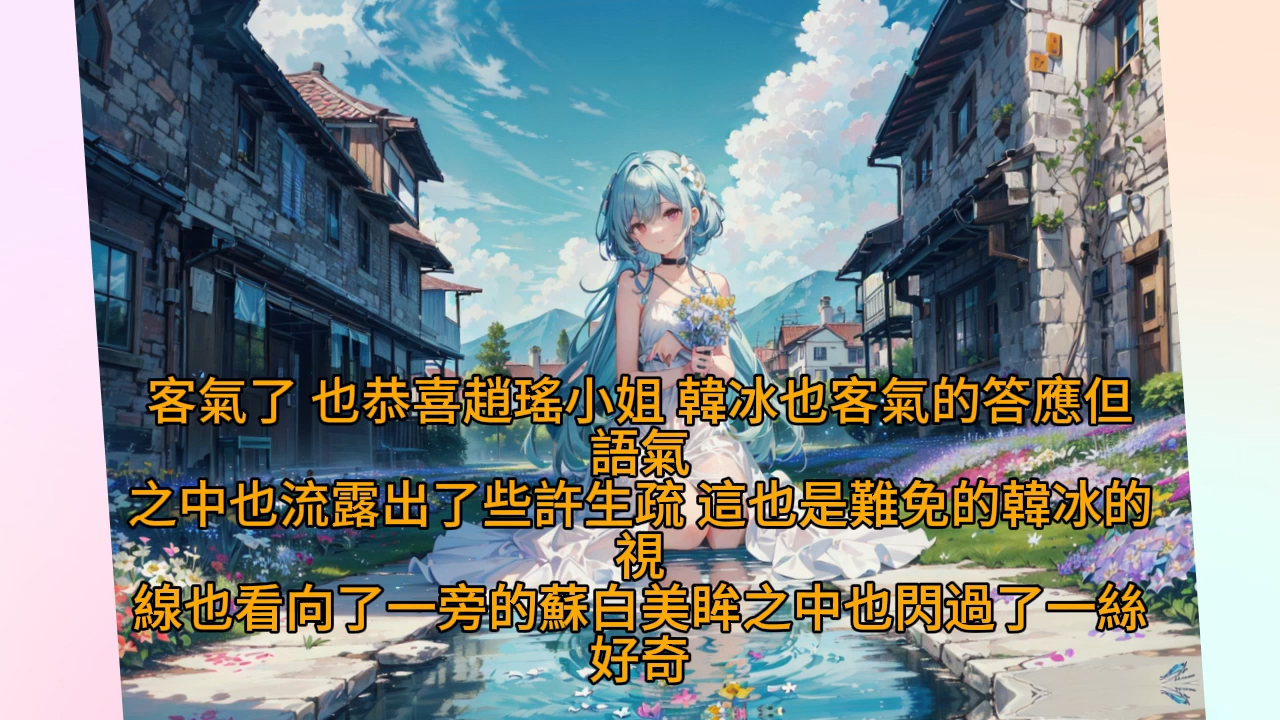 客氣了 也恭喜趙瑤小姐 韓冰也客氣的答應但
語氣
之中也流露出了些許生疏 這也是難免的韓冰的
視
線也看向了一旁的蘇白美眸之中也閃過了一絲
好奇